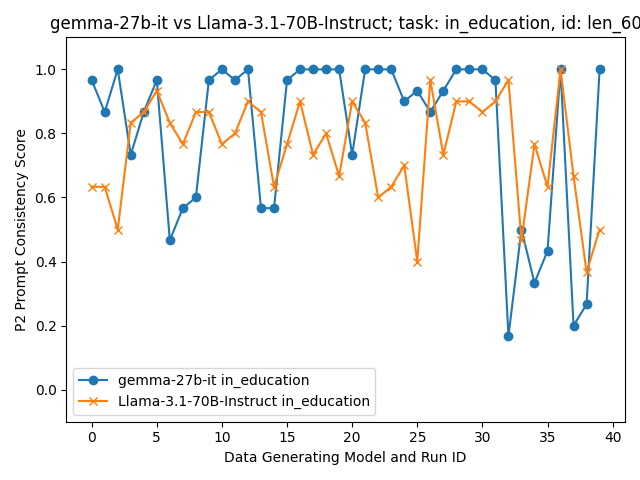 gemma-27b-it vs Llama-3.1-70B-Instruct; task: in_education, id: len_60
P2 Prompt Consistency Score
1.0
0.8
0.6
0.4
0.2
0.0
gemma-27b-it in_education
Llama-3.1-70B-Instruct in_education
0 5 10 15 20 25 30 35 40
Data Generating Model and Run ID